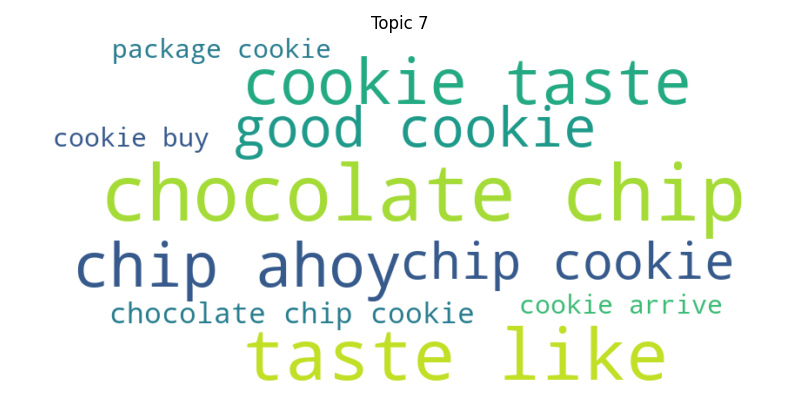 Topic 7
package cookie
cookie taste
good cookie
cookie buy
chocolate chip
chip ahoy
chip cookie
chocolate chip cookie
cookie arrive
taste like